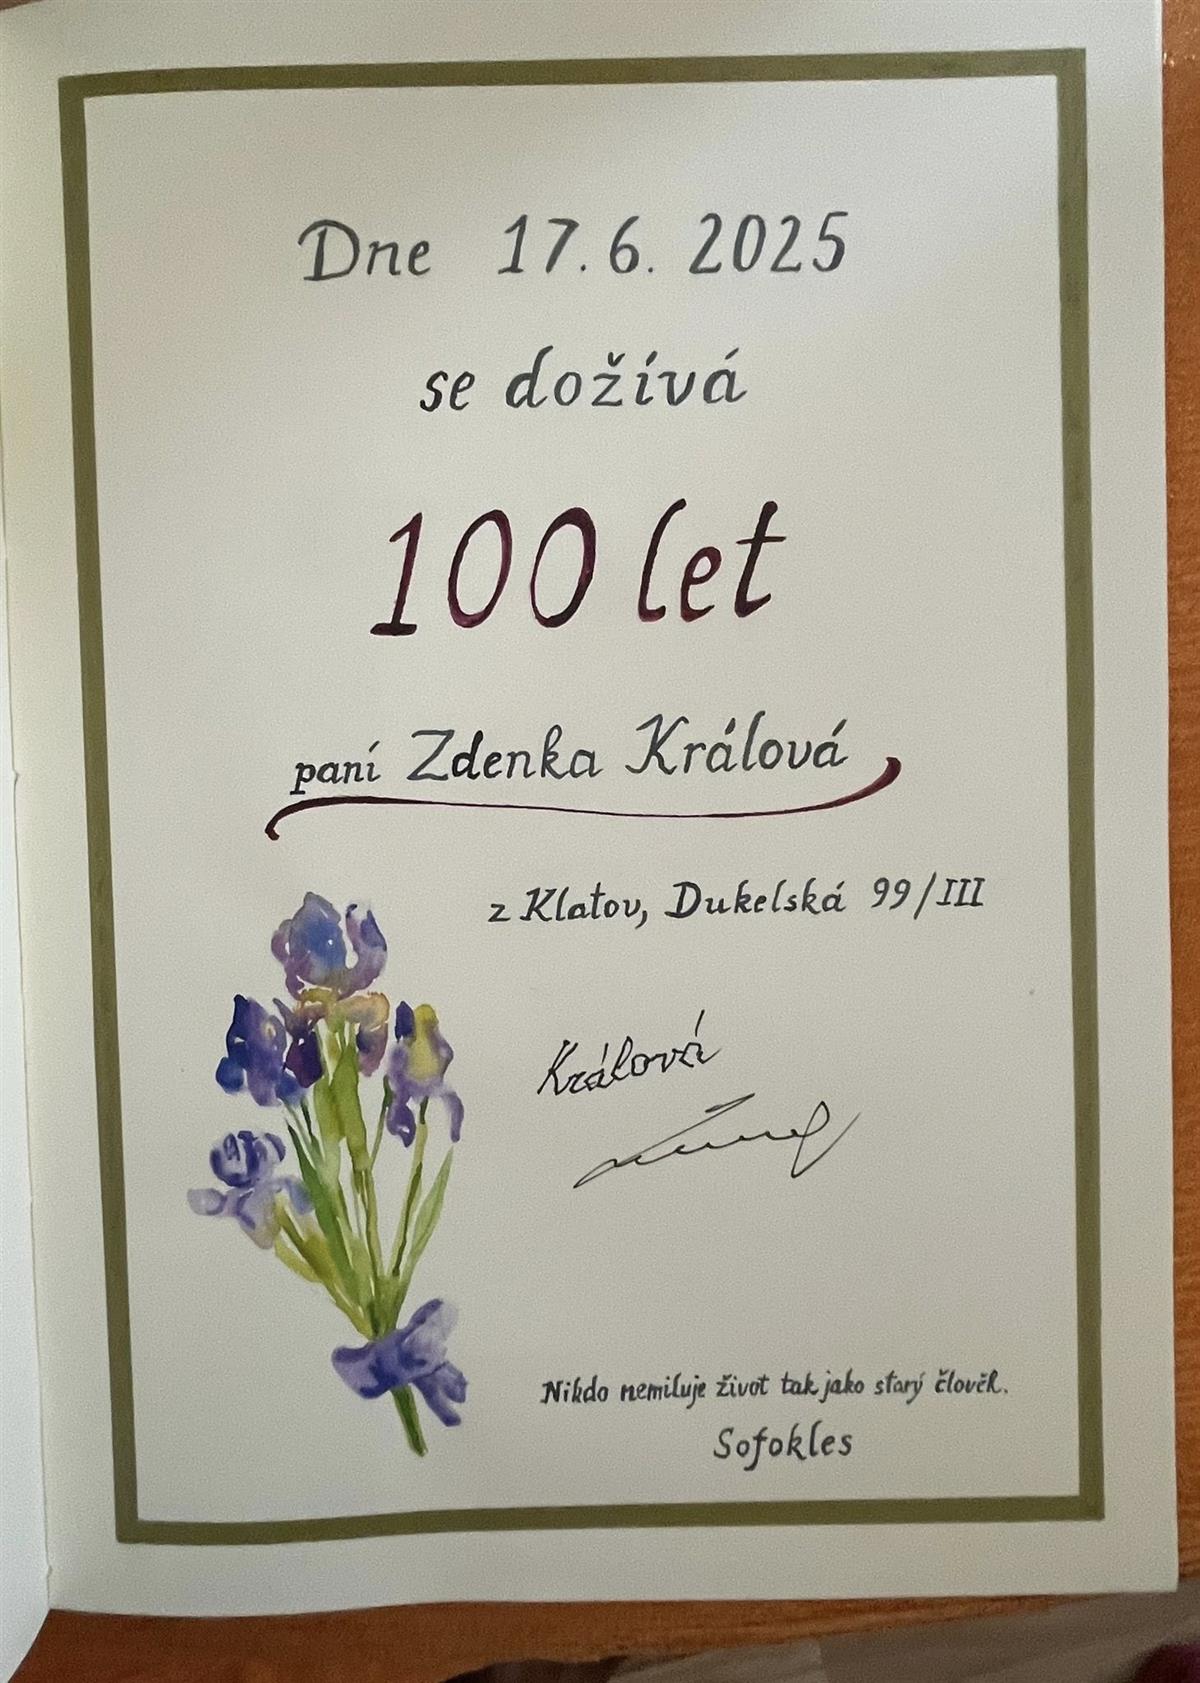 Dne 17.6. 2025
se dožívá
100 let
paní Zdenka Králová
z Klatov, Dukelská 99/III
Králová
Nikdo nemiluje život tak jako starý člověk.
Sofokles